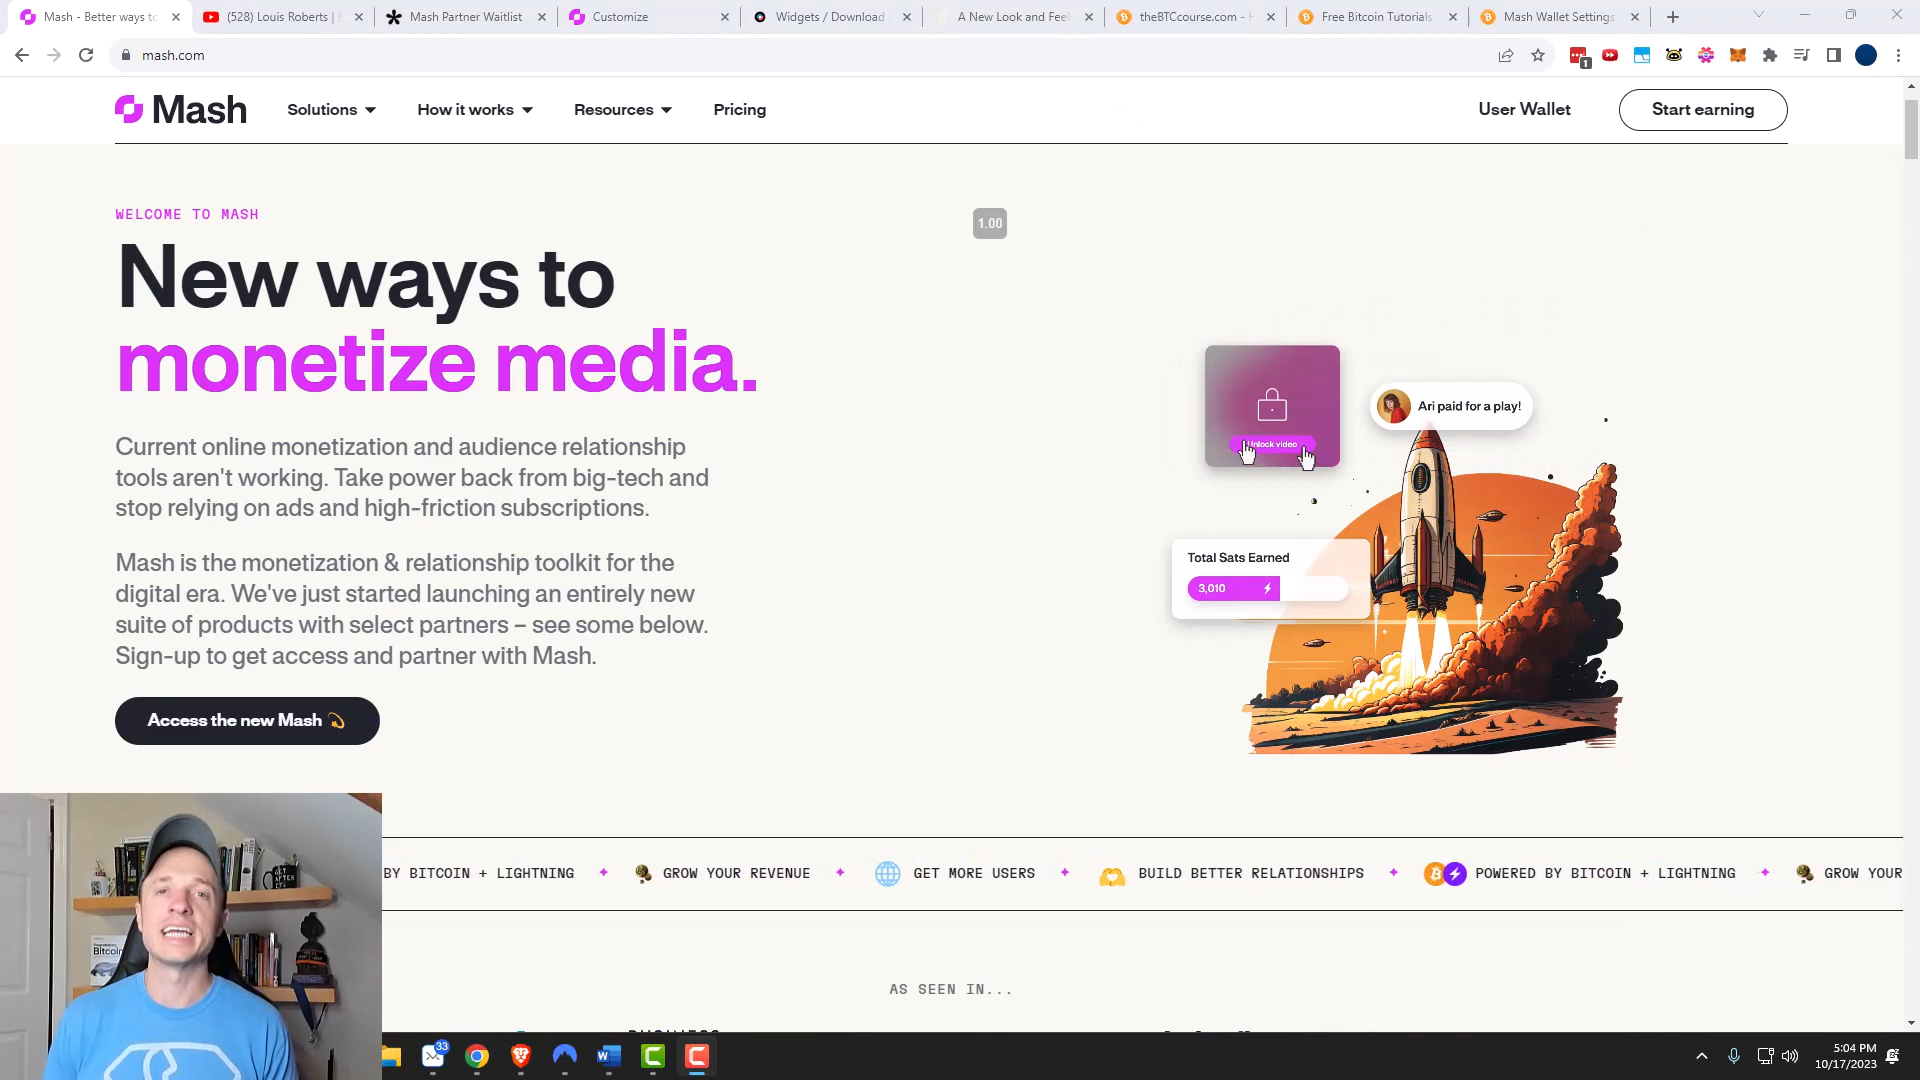 Mash - Better ways to
(528) Louis Roberts |
Mash Partner Waitlist
Customize
Widgets / Download
A New Look and Feel
theBTCcourse.com -
Free Bitcoin Tutorials
Mash Wallet Settings
mash.com
1
Mash
Solutions
How it works
Resources
Pricing
User Wallet
Start earning
WELCOME TO MASH
1.00
New ways to
monetize media.
Current online monetization and audience relationship
tools aren't working. Take power back from big-tech and
stop relying on ads and high-friction subscriptions.
Mash is the monetization & relationship toolkit for the
digital era. We've just started launching an entirely new
suite of products with select partners – see some below.
Sign-up to get access and partner with Mash.
Access the new Mash
Unlock video
Ari paid for a play!
Total Sats Earned
3,010
BY BITCOIN + LIGHTNING
GROW YOUR REVENUE
GET MORE USERS
BUILD BETTER RELATIONSHIPS
POWERED BY BITCOIN + LIGHTNING
GROW YOUR
AS SEEN IN...
GET
AFTER
IT
Bitcoin
33
5:04 PM
10/17/2023